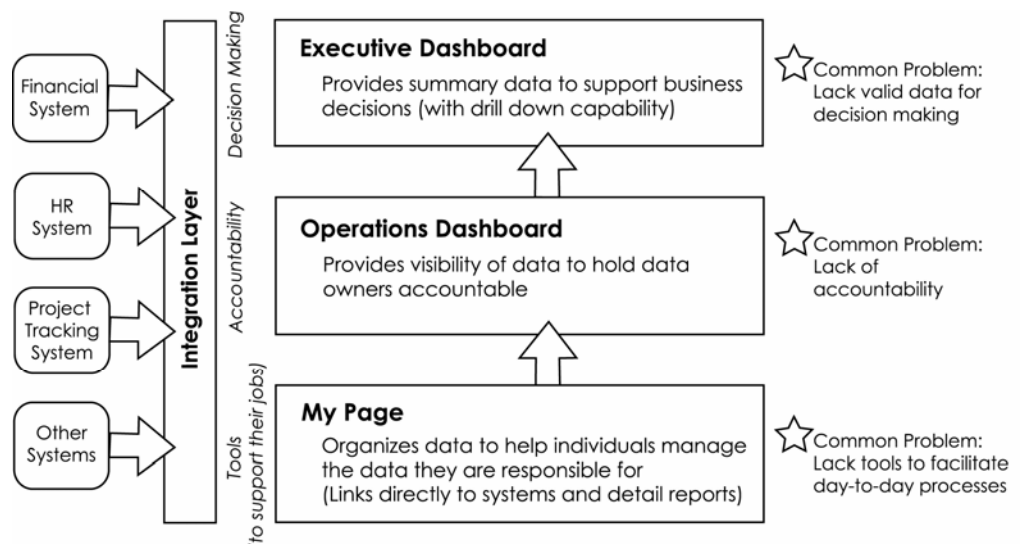 Financial
System
HR
System
Project
Tracking
System
Other
Systems
Integration Layer
Decision Making
Accountability
Tools
(to support their jobs)
Executive Dashboard
Provides summary data to support business
decisions (with drill down capability)
Common Problem:
Lack valid data for
decision making
Operations Dashboard
Provides visibility of data to hold data
owners accountable
Common Problem:
Lack of
accountability
My Page
Organizes data to help individuals manage
the data they are responsible for
(Links directly to systems and detail reports)
Common Problem:
Lack tools to facilitate
day-to-day processes